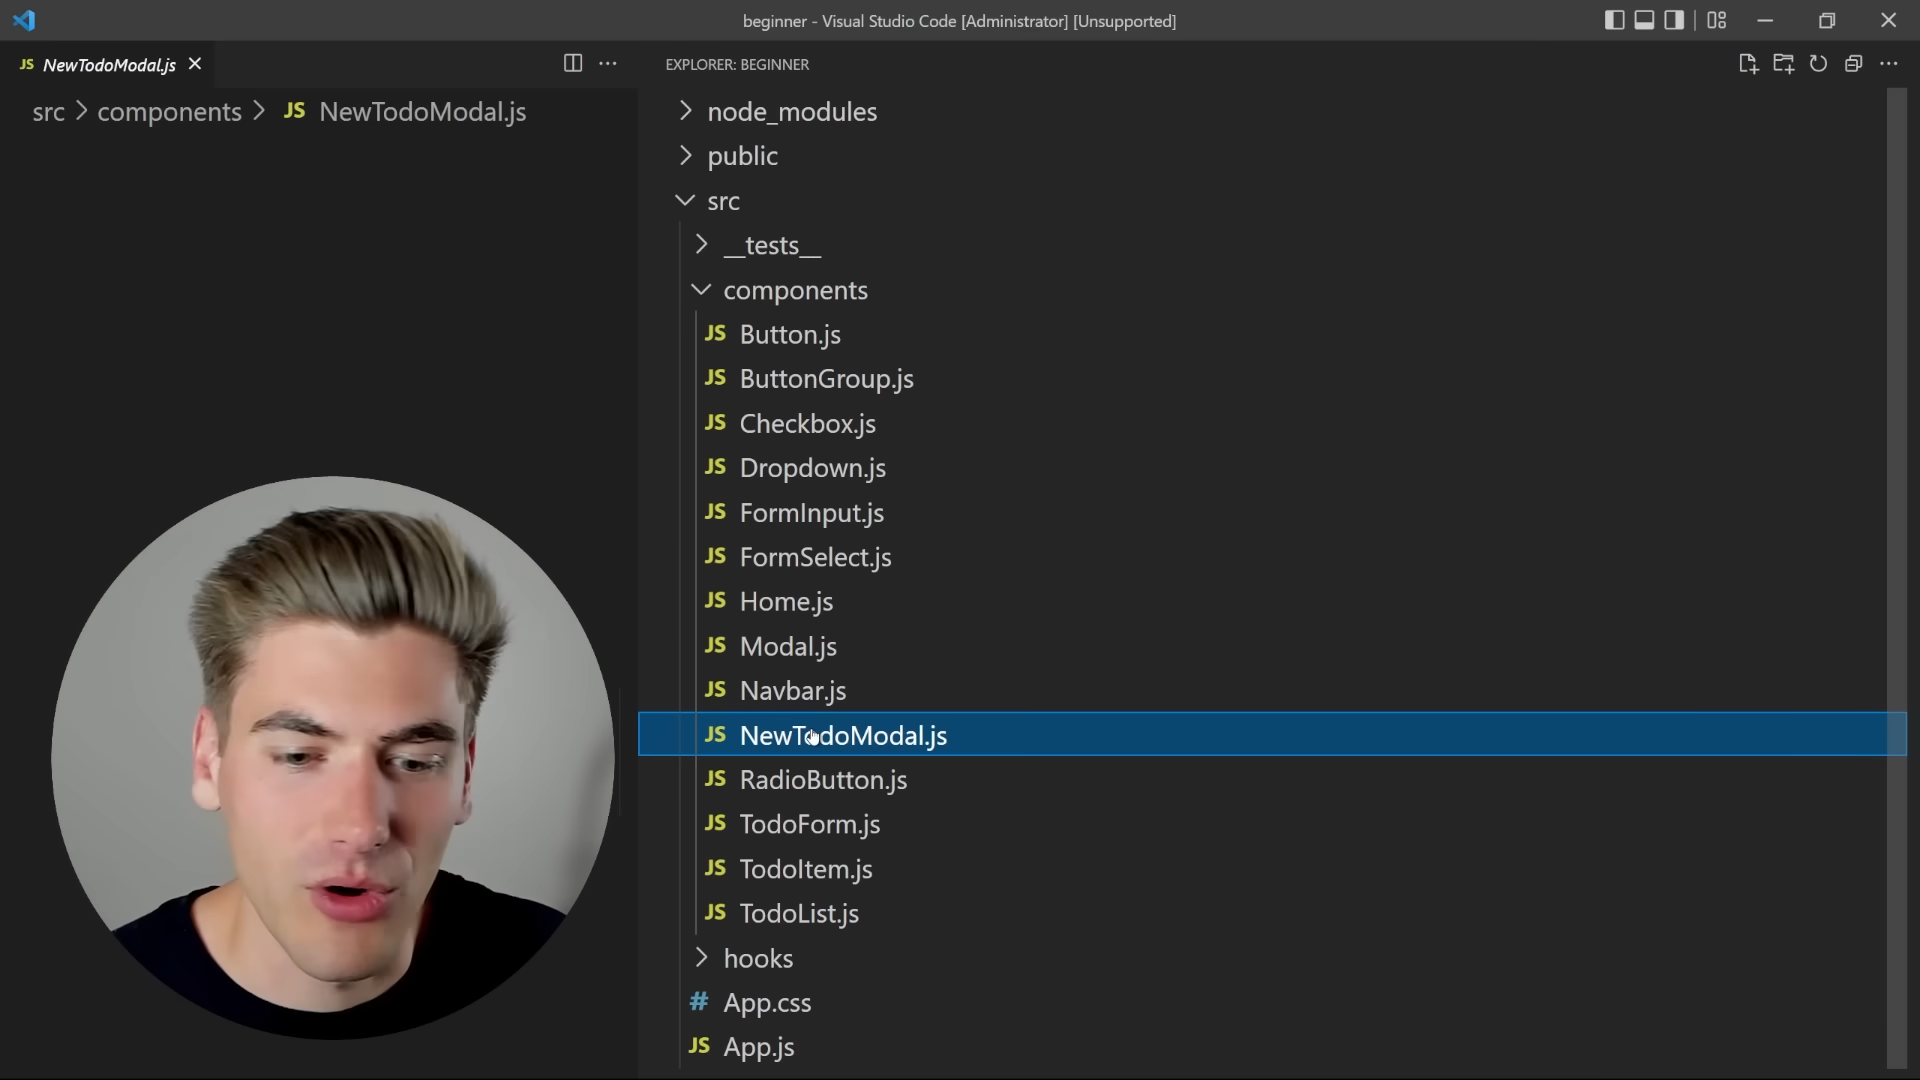 beginner - Visual Studio Code [Administrator] [Unsupported]
JS NewTodoModal.js
EXPLORER: BEGINNER
src > components > JS NewTodoModal.js
node_modules
public
src
__tests__
components
JS Button.js
JS ButtonGroup.js
JS Checkbox.js
JS Dropdown.js
JS FormInput.js
JS FormSelect.js
JS Home.js
JS Modal.js
JS Navbar.js
JS NewTodoModal.js
JS RadioButton.js
JS TodoForm.js
JS TodoItem.js
JS TodoList.js
hooks
# App.css
JS App.js